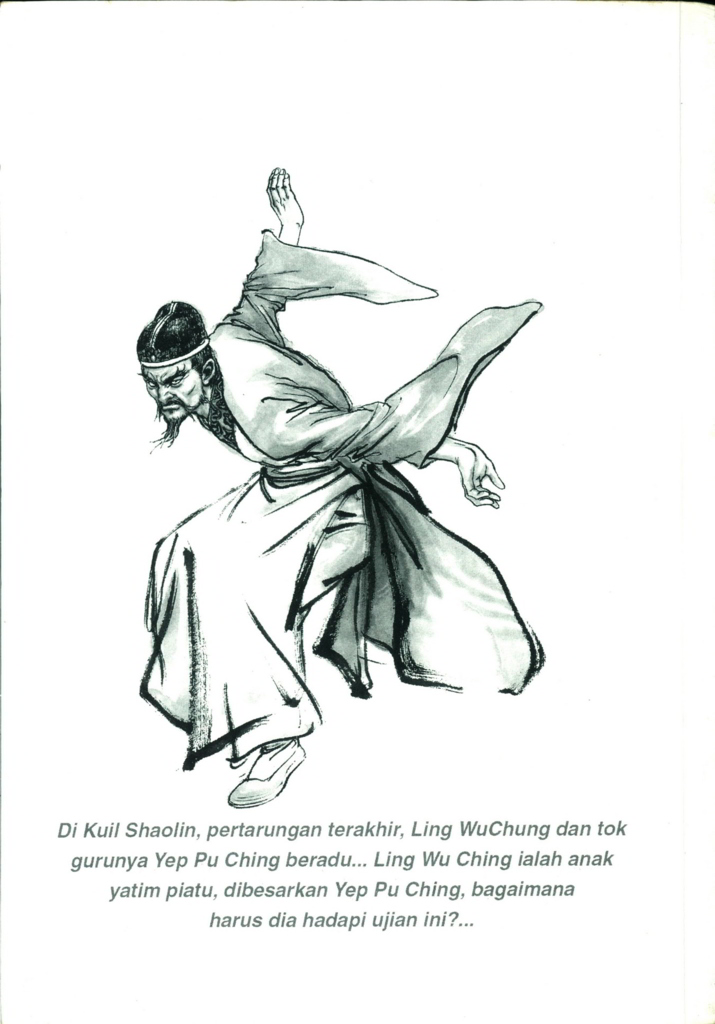 Di Kuil Shaolin, pertarungan terakhir, Ling WuChung dan tok
gurunya Yep Pu Ching beradu... Ling Wu Ching ialah anak
yatim piatu, dibesarkan Yep Pu Ching, bagaimana
harus dia hadapi ujian ini?...